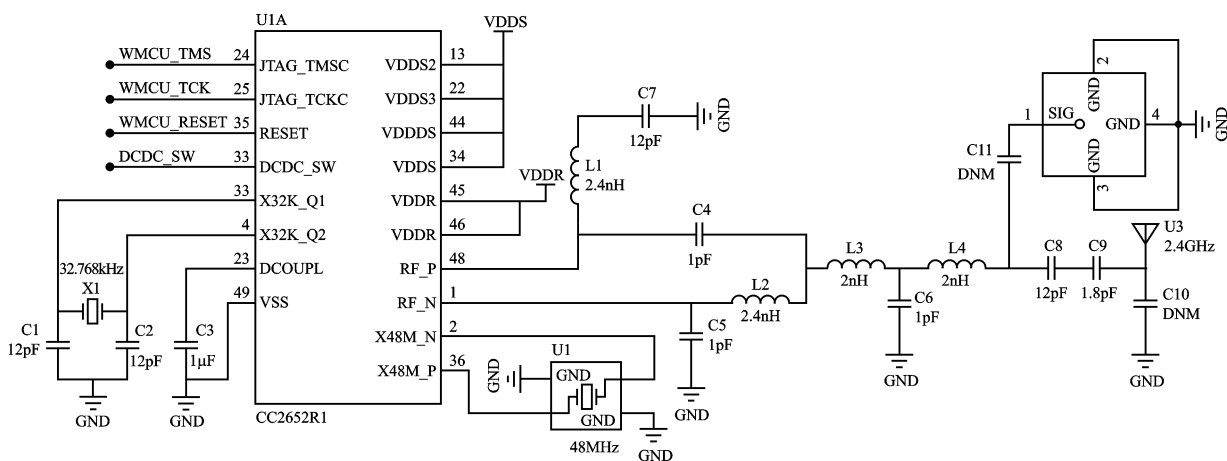 U1A
WMCU_TMS 24 JTAG_TMSC
WMCU_TCK 25 JTAG_TCKC
WMCU_RESET 35 RESET
DCDC_SW 33 DCDC_SW
33 X32K_Q1
4 X32K_Q2
23 DCOUPL
49 VSS
VDDS
VDDS2 13
VDDS3 22
VDDDS 44
VDDS 34
VDDR 45
VDDR 46
VDDR
RF_P 48
RF_N 1
X48M_N 2
X48M_P 36
CC2652R1
32.768kHz
X1
C1
12pF
C2
12pF
GND
C3
1μF
GND
C7
12pF
GND
L1
2.4nH
C4
1pF
L2
2.4nH
C5
1pF
GND
U1
GND
GND
GND
48MHz
GND
L3
2nH
L4
2nH
C6
1pF
GND
C11
DNM
1
SIG
2
GND
GND
4
GND
3
GND
C8
12pF
C9
1.8pF
U3
2.4GHz
C10
DNM
GND